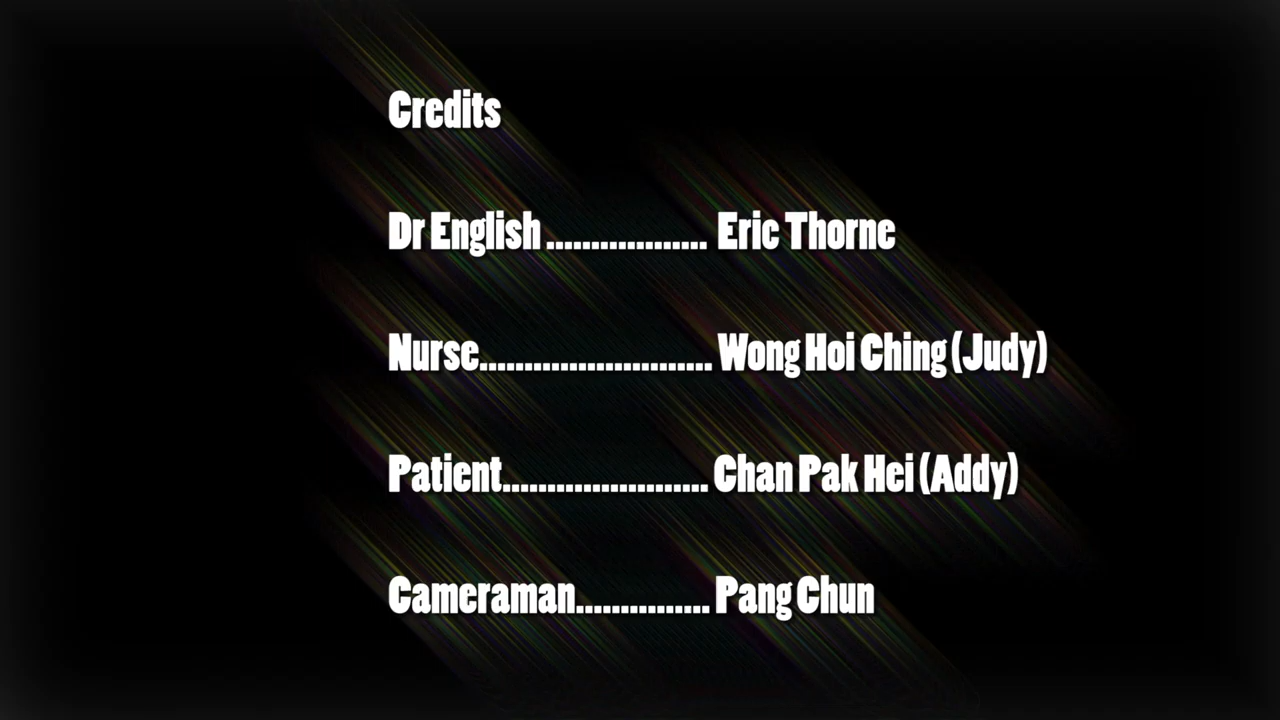 Credits
Dr English .................. Eric Thorne
Nurse.......................... Wong Hoi Ching (Judy)
Patient....................... Chan Pak Hei (Addy)
Cameraman............... Pang Chun